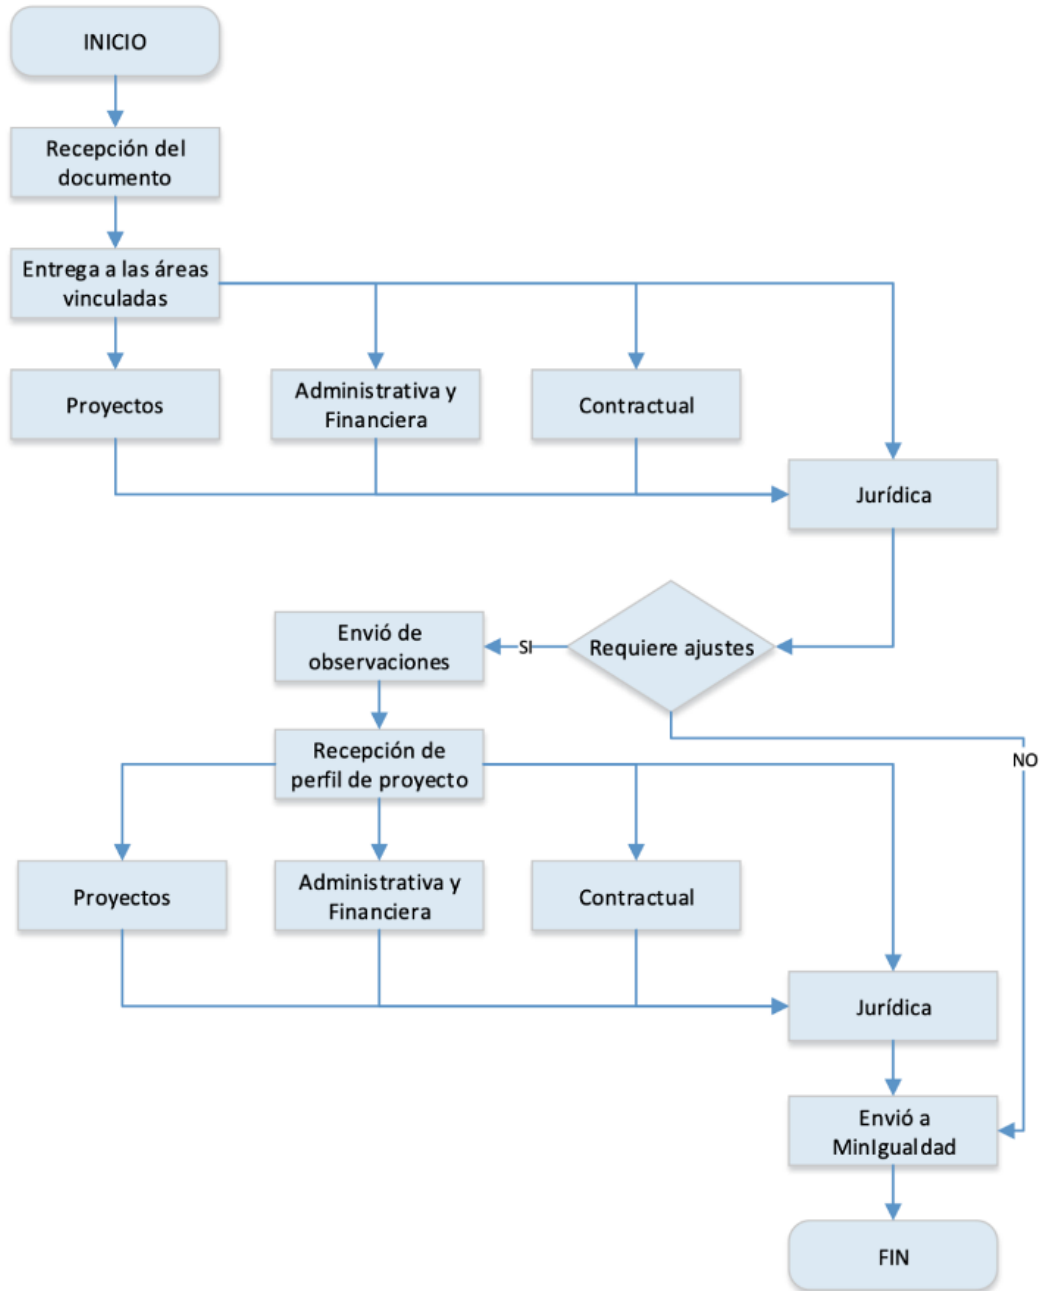 INICIO
Recepción del
documento
Entrega a las áreas
vinculadas
Proyectos
Administrativa y
Financiera
Contractual
Jurídica
Envió de
observaciones
SI
Requiere ajustes
Recepción de
perfil de proyecto
NO
Proyectos
Administrativa y
Financiera
Contractual
Jurídica
Envió a
MinIgualdad
FIN